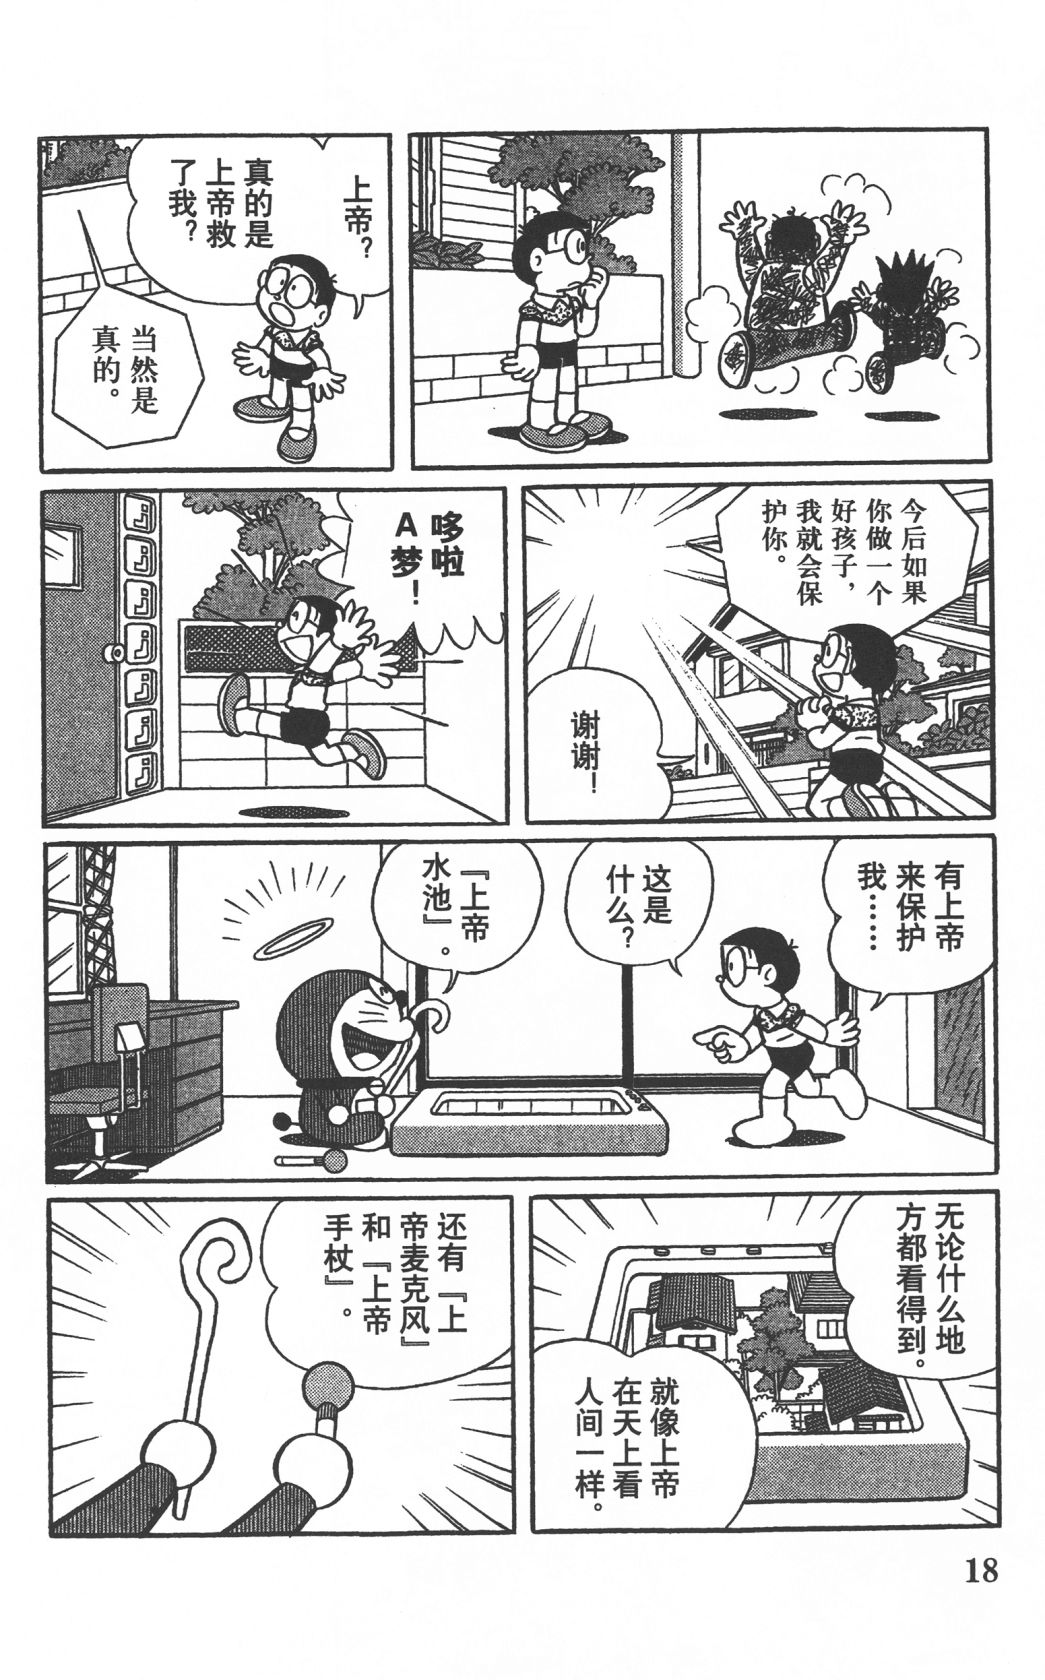 上帝？
真的是
上帝救
了我？
当然是
真的。
今后如果
你做一个
好孩子，
我就会保
护你。
谢谢！
哆啦
A梦！
有上帝
来保护
我……
这是
什么？
『上帝
水池』。
无论什么地
方都看得到。
就像上帝
在天上看
人间一样。
还有『上
帝麦克风』
和『上帝
手杖』。
18